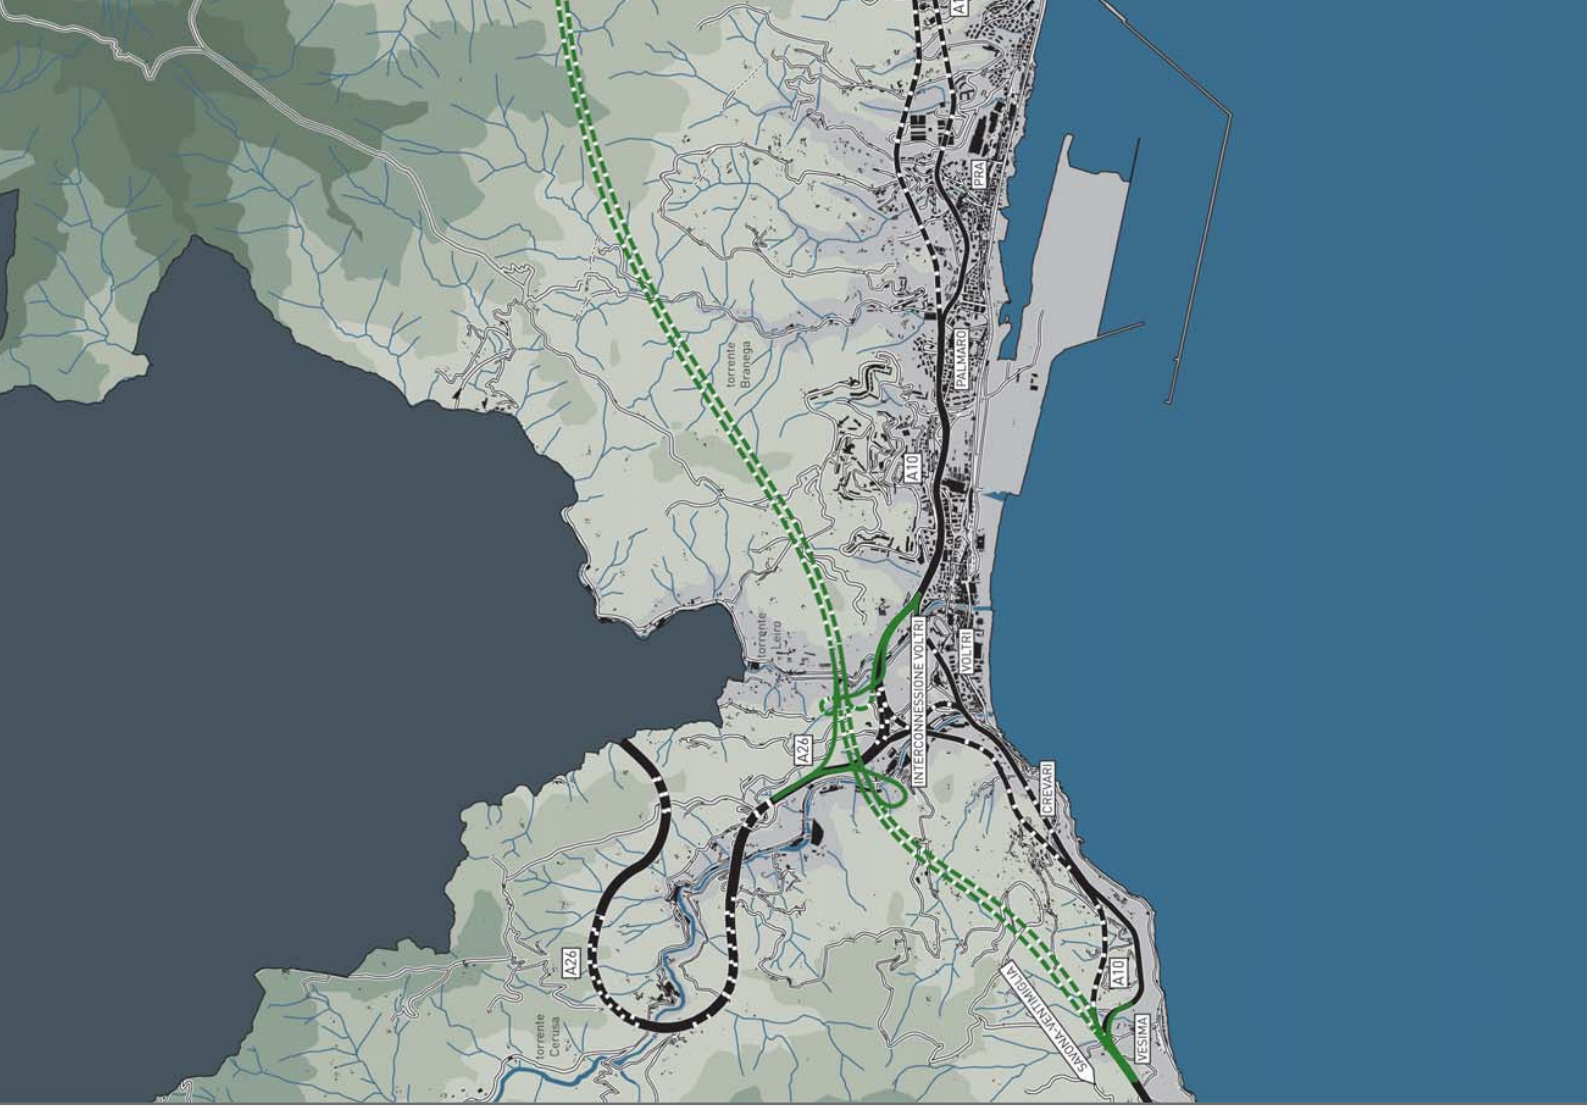 A1
PRA
PALMARO
torrente
Branega
A10
torrente
Leiro
VOLTRI
INTERCONNESSIONE VOLTRI
A26
CREVARI
A26
A10
SAVONA-VENTIMIGLIA
torrente
Cerusa
VESIMA